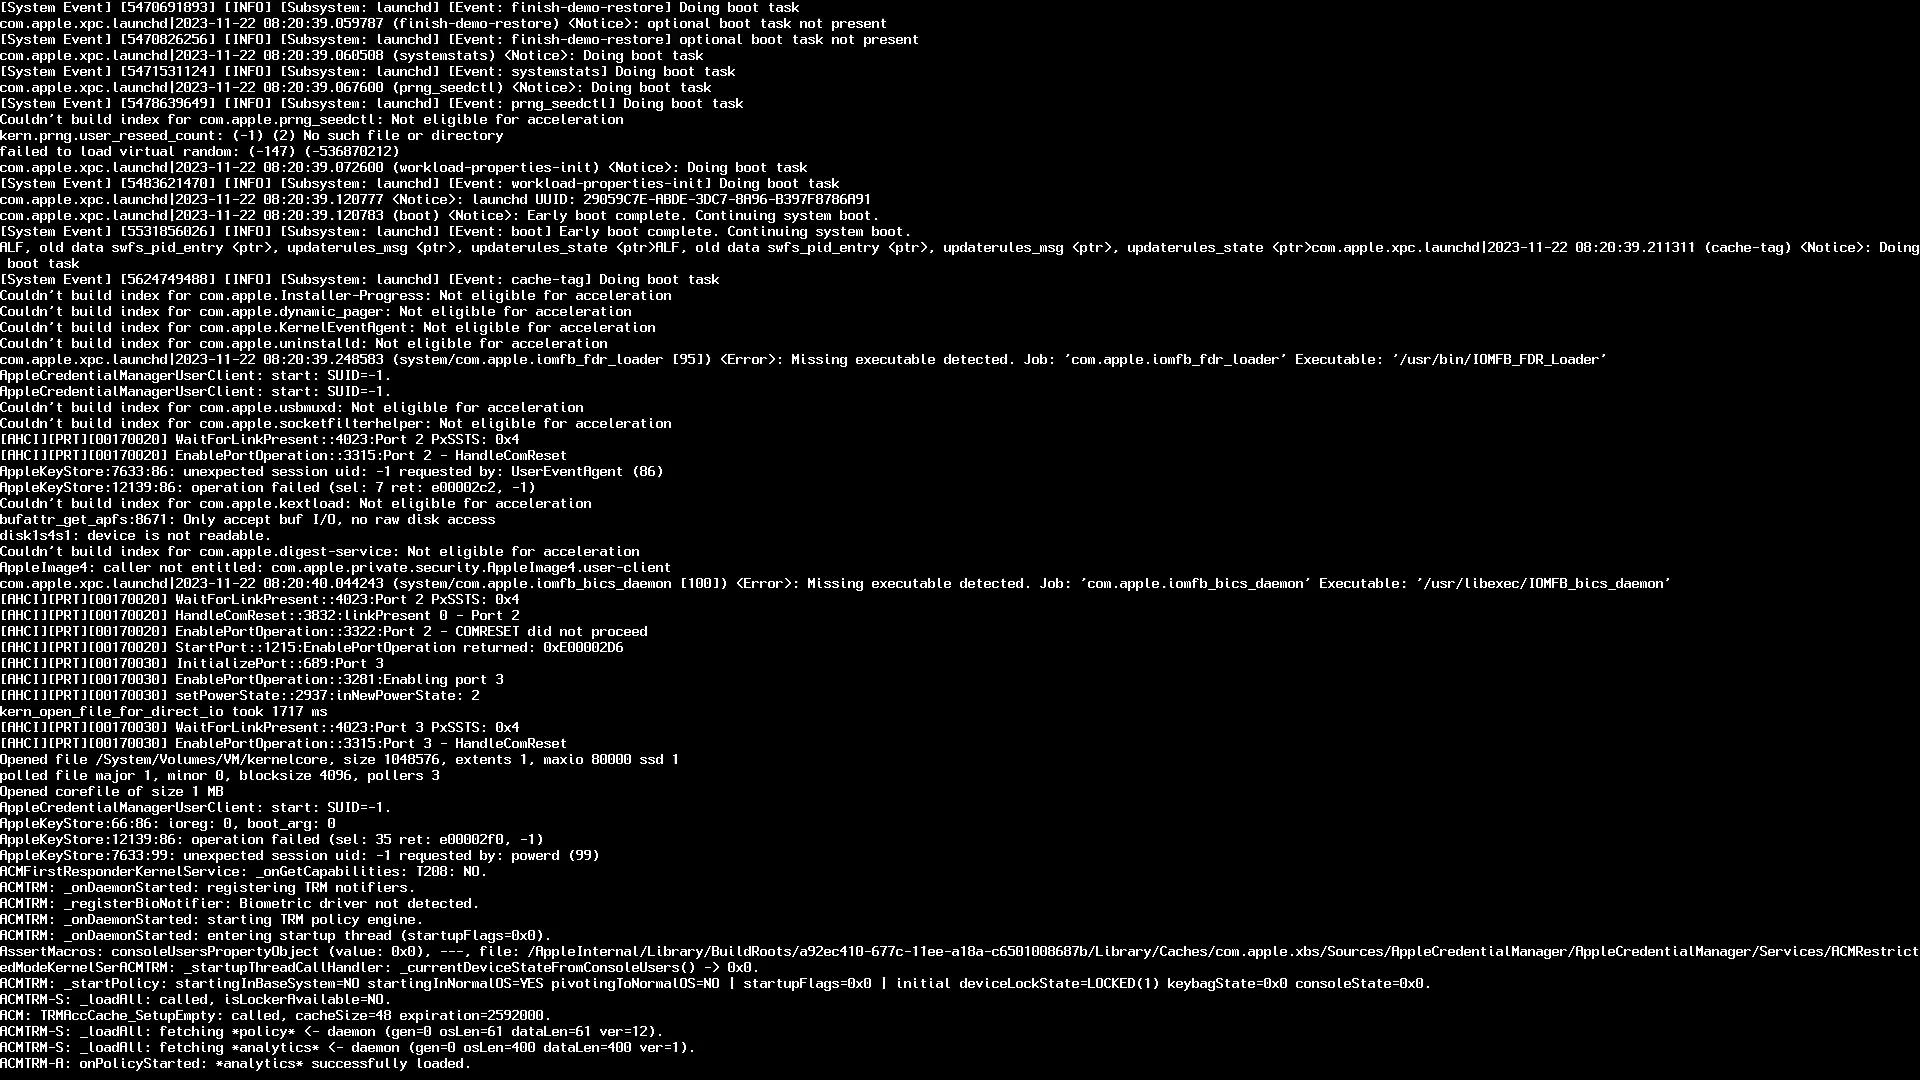 [System Event] [5470691893] [INFO] [Subsystem: launchd] [Event: finish-demo-restore] Doing boot task
com.apple.xpc.launchd|2023-11-22 08:20:39.059787 (finish-demo-restore) <Notice>: optional boot task not present
[System Event] [5470826256] [INFO] [Subsystem: launchd] [Event: finish-demo-restore] optional boot task not present
com.apple.xpc.launchd|2023-11-22 08:20:39.060508 (systemstats) <Notice>: Doing boot task
[System Event] [5471531124] [INFO] [Subsystem: launchd] [Event: systemstats] Doing boot task
com.apple.xpc.launchd|2023-11-22 08:20:39.067600 (prng_seedctl) <Notice>: Doing boot task
[System Event] [5478639649] [INFO] [Subsystem: launchd] [Event: prng_seedctl] Doing boot task
Couldn't build index for com.apple.prng_seedctl: Not eligible for acceleration
kern.prng.user_reseed_count: (-1) (2) No such file or directory
failed to load virtual random: (-147) (-536870212)
com.apple.xpc.launchd|2023-11-22 08:20:39.072600 (workload-properties-init) <Notice>: Doing boot task
[System Event] [5483621470] [INFO] [Subsystem: launchd] [Event: workload-properties-init] Doing boot task
com.apple.xpc.launchd|2023-11-22 08:20:39.120777 <Notice>: launchd UUID: 29059C7E-ABDE-3DC7-8A96-B397F8786A91
com.apple.xpc.launchd|2023-11-22 08:20:39.120783 (boot) <Notice>: Early boot complete. Continuing system boot.
[System Event] [5531856026] [INFO] [Subsystem: launchd] [Event: boot] Early boot complete. Continuing system boot.
ALF, old data swfs_pid_entry <ptr>, updaterules_msg <ptr>, updaterules_state <ptr>ALF, old data swfs_pid_entry <ptr>, updaterules_msg <ptr>, updaterules_state <ptr>com.apple.xpc.launchd|2023-11-22 08:20:39.211311 (cache-tag) <Notice>: Doing
 boot task
[System Event] [5624749488] [INFO] [Subsystem: launchd] [Event: cache-tag] Doing boot task
Couldn't build index for com.apple.Installer-Progress: Not eligible for acceleration
Couldn't build index for com.apple.dynamic_pager: Not eligible for acceleration
Couldn't build index for com.apple.KernelEventAgent: Not eligible for acceleration
Couldn't build index for com.apple.uninstalld: Not eligible for acceleration
com.apple.xpc.launchd|2023-11-22 08:20:39.248583 (system/com.apple.iomfb_fdr_loader [95]) <Error>: Missing executable detected. Job: 'com.apple.iomfb_fdr_loader' Executable: '/usr/bin/IOMFB_FDR_Loader'
AppleCredentialManagerUserClient: start: SUID=-1.
AppleCredentialManagerUserClient: start: SUID=-1.
Couldn't build index for com.apple.usbmuxd: Not eligible for acceleration
Couldn't build index for com.apple.socketfilterhelper: Not eligible for acceleration
[AHCI][PRT][00170020] WaitForLinkPresent::4023:Port 2 PxSSTS: 0x4
[AHCI][PRT][00170020] EnablePortOperation::3315:Port 2 - HandleComReset
AppleKeyStore:7633:86: unexpected session uid: -1 requested by: UserEventAgent (86)
AppleKeyStore:12139:86: operation failed (sel: 7 ret: e00002c2, -1)
Couldn't build index for com.apple.kextload: Not eligible for acceleration
bufattr_get_apfs:8671: Only accept buf I/O, no raw disk access
disk1s4s1: device is not readable.
Couldn't build index for com.apple.digest-service: Not eligible for acceleration
AppleImage4: caller not entitled: com.apple.private.security.AppleImage4.user-client
com.apple.xpc.launchd|2023-11-22 08:20:40.044243 (system/com.apple.iomfb_bics_daemon [100]) <Error>: Missing executable detected. Job: 'com.apple.iomfb_bics_daemon' Executable: '/usr/libexec/IOMFB_bics_daemon'
[AHCI][PRT][00170020] WaitForLinkPresent::4023:Port 2 PxSSTS: 0x4
[AHCI][PRT][00170020] HandleComReset::3832:linkPresent 0 - Port 2
[AHCI][PRT][00170020] EnablePortOperation::3322:Port 2 - COMRESET did not proceed
[AHCI][PRT][00170020] StartPort::1215:EnablePortOperation returned: 0xE00002D6
[AHCI][PRT][00170030] InitializePort::689:Port 3
[AHCI][PRT][00170030] EnablePortOperation::3281:Enabling port 3
[AHCI][PRT][00170030] setPowerState::2937:inNewPowerState: 2
kern_open_file_for_direct_io took 1717 ms
[AHCI][PRT][00170030] WaitForLinkPresent::4023:Port 3 PxSSTS: 0x4
[AHCI][PRT][00170030] EnablePortOperation::3315:Port 3 - HandleComReset
Opened file /System/Volumes/VM/kernelcore, size 1048576, extents 1, maxio 80000 ssd 1
polled file major 1, minor 0, blocksize 4096, pollers 3
Opened corefile of size 1 MB
AppleCredentialManagerUserClient: start: SUID=-1.
AppleKeyStore:66:86: ioreg: 0, boot_arg: 0
AppleKeyStore:12139:86: operation failed (sel: 35 ret: e00002f0, -1)
AppleKeyStore:7633:99: unexpected session uid: -1 requested by: powerd (99)
ACMFirstResponderKernelService: _onGetCapabilities: T208: NO.
ACMTRM: _onDaemonStarted: registering TRM notifiers.
ACMTRM: _registerBioNotifier: Biometric driver not detected.
ACMTRM: _onDaemonStarted: starting TRM policy engine.
ACMTRM: _onDaemonStarted: entering startup thread (startupFlags=0x0).
AssertMacros: consoleUsersPropertyObject (value: 0x0), ---, file: /AppleInternal/Library/BuildRoots/a92ec410-677c-11ee-a18a-c6501008687b/Library/Caches/com.apple.xbs/Sources/AppleCredentialManager/AppleCredentialManager/Services/ACMRestrict
edModeKernelSerACMTRM: _startupThreadCallHandler: _currentDeviceStateFromConsoleUsers() -> 0x0.
ACMTRM: _startPolicy: startingInBaseSystem=NO startingInNormalOS=YES pivotingToNormalOS=NO | startupFlags=0x0 | initial deviceLockState=LOCKED(1) keybagState=0x0 consoleState=0x0.
ACMTRM-S: _loadAll: called, isLockerAvailable=NO.
ACM: TRMAccCache_SetupEmpty: called, cacheSize=48 expiration=2592000.
ACMTRM-S: _loadAll: fetching *policy* <- daemon (gen=0 osLen=61 dataLen=61 ver=12).
ACMTRM-S: _loadAll: fetching *analytics* <- daemon (gen=0 osLen=400 dataLen=400 ver=1).
ACMTRM-A: onPolicyStarted: *analytics* successfully loaded.